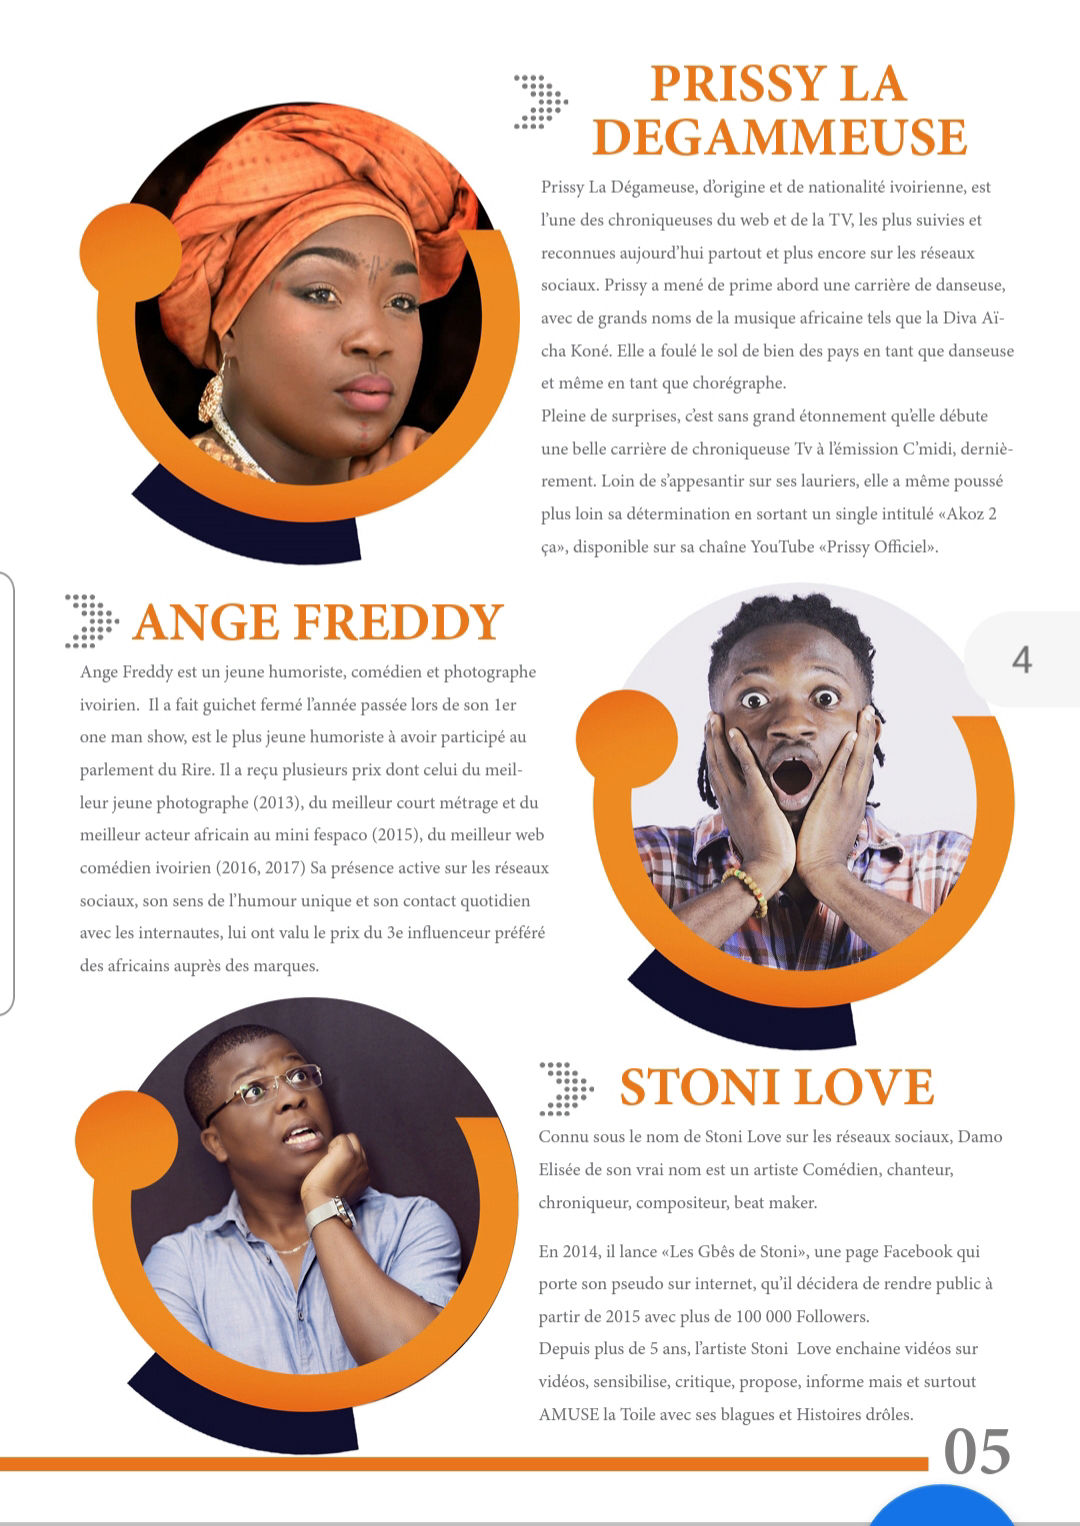 PRISSY LA
DEGAMMEUSE
Prissy La Dégameuse, d'origine et de nationalité ivoirienne, est
l'une des chroniqueuses du web et de la TV, les plus suivies et
reconnues aujourd'hui partout et plus encore sur les réseaux
sociaux. Prissy a mené de prime abord une carrière de danseuse,
avec de grands noms de la musique africaine tels que la Diva Aï-
cha Koné. Elle a foulé le sol de bien des pays en tant que danseuse
et même en tant que chorégraphe.
Pleine de surprises, c'est sans grand étonnement qu'elle débute
une belle carrière de chroniqueuse Tv à l'émission C'midi, derniè-
rement. Loin de s'appesantir sur ses lauriers, elle a même poussé
plus loin sa détermination en sortant un single intitulé «Akoz 2
ça», disponible sur sa chaîne YouTube «Prissy Officiel».
ANGE FREDDY
Ange Freddy est un jeune humoriste, comédien et photographe
ivoirien. Il a fait guichet fermé l'année passée lors de son 1er
one man show, est le plus jeune humoriste à avoir participé au
parlement du Rire. Il a reçu plusieurs prix dont celui du meil-
leur jeune photographe (2013), du meilleur court métrage et du
meilleur acteur africain au mini fespaco (2015), du meilleur web
comédien ivoirien (2016, 2017) Sa présence active sur les réseaux
sociaux, son sens de l'humour unique et son contact quotidien
avec les internautes, lui ont valu le prix du 3e influenceur préféré
des africains auprès des marques.
4
STONI LOVE
Connu sous le nom de Stoni Love sur les réseaux sociaux, Damo
Elisée de son vrai nom est un artiste Comédien, chanteur,
chroniqueur, compositeur, beat maker.
En 2014, il lance «Les Gbês de Stoni», une page Facebook qui
porte son pseudo sur internet, qu'il décidera de rendre public à
partir de 2015 avec plus de 100 000 Followers.
Depuis plus de 5 ans, l'artiste Stoni Love enchaine vidéos sur
vidéos, sensibilise, critique, propose, informe mais et surtout
AMUSE la Toile avec ses blagues et Histoires drôles.
05